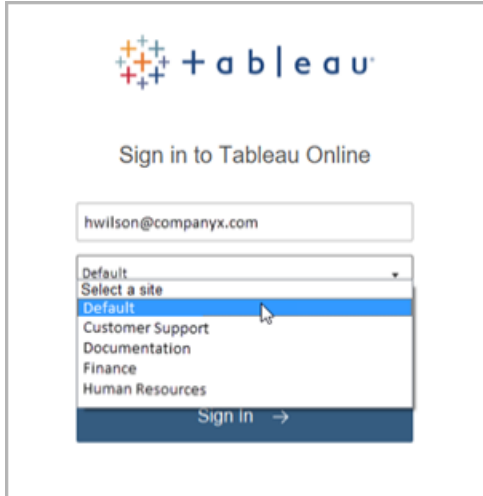 +ableau
Sign in to Tableau Online
hwilson@companyx.com
Default
Select a site
Default
Customer Support
Documentation
Finance
Human Resources
Sign In →